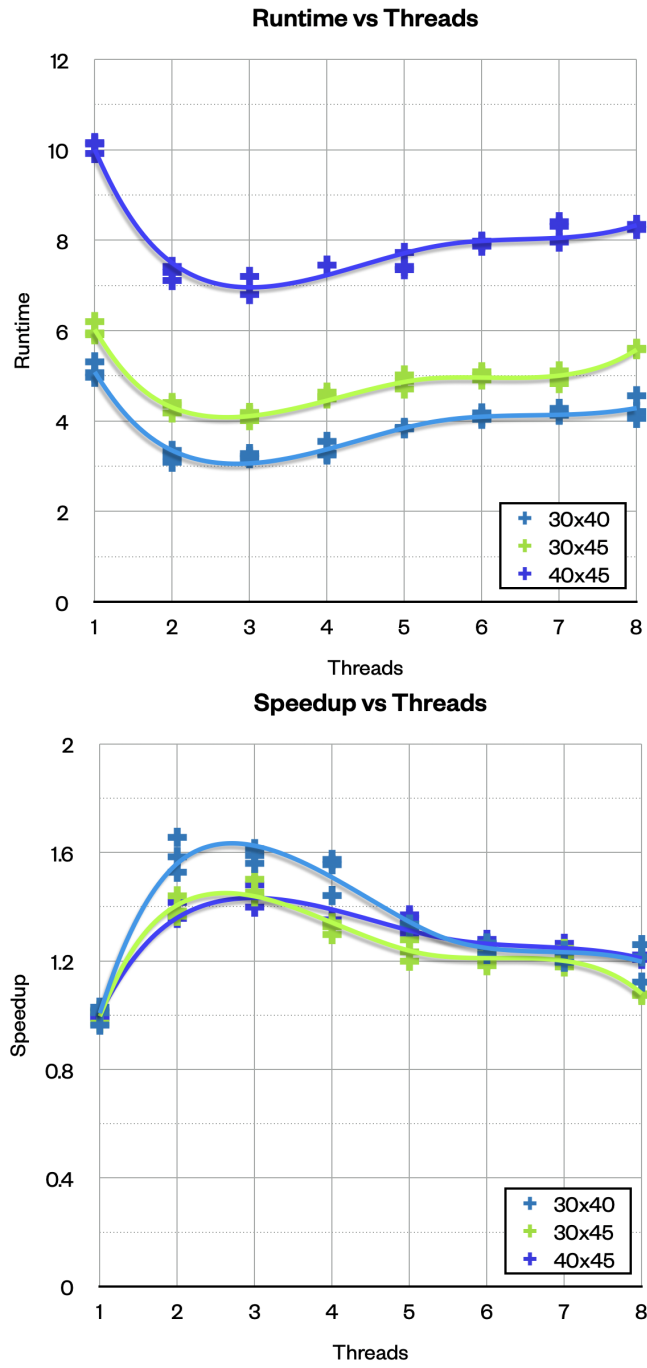 Runtime vs Threads
12
10
8
6
4
2
0
Runtime
30x40
30x45
40x45
1 2 3 4 5 6 7 8
Threads
Speedup vs Threads
2
1.6
1.2
0.8
0.4
0
Speedup
30x40
30x45
40x45
1 2 3 4 5 6 7 8
Threads